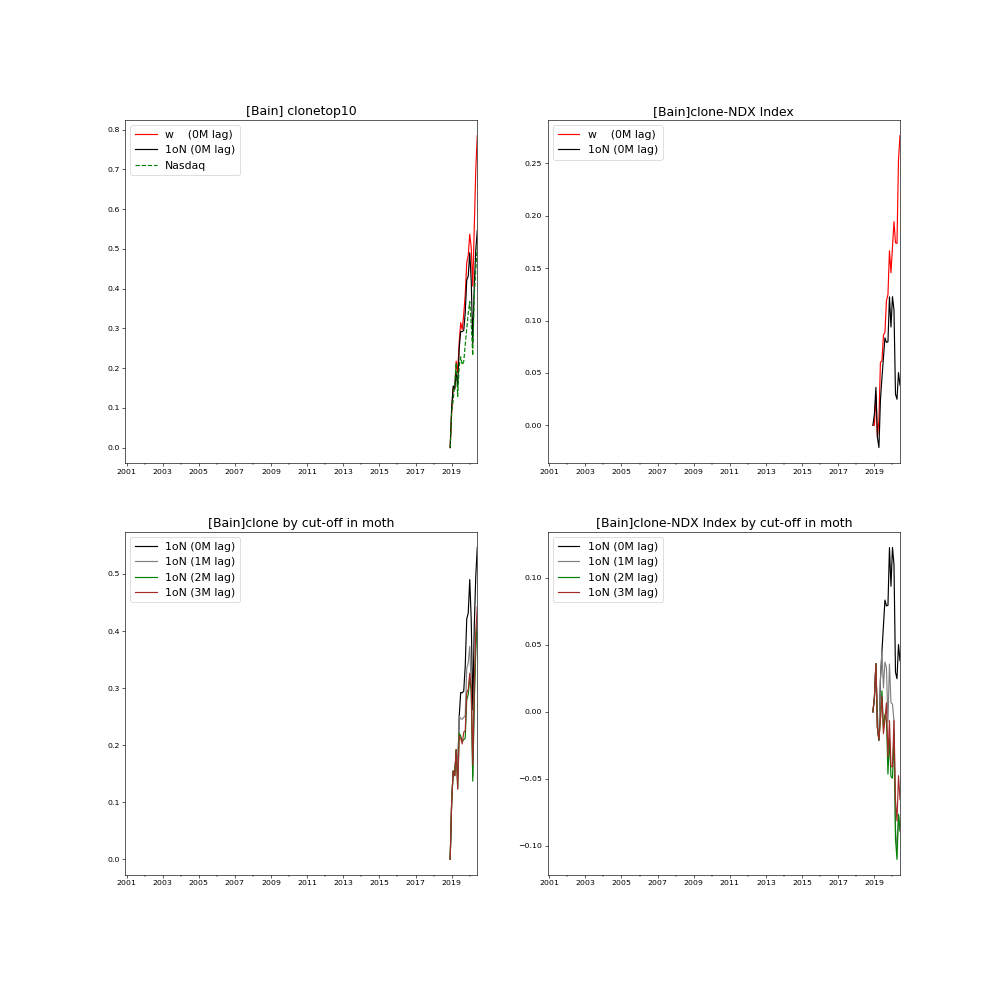 [Bain] clonetop10
w (0M lag)
1oN (0M lag)
Nasdaq
0.8
0.7
0.6
0.5
0.4
0.3
0.2
0.1
0.0
2001 2003 2005 2007 2009 2011 2013 2015 2017 2019
[Bain]clone-NDX Index
w (0M lag)
1oN (0M lag)
0.25
0.20
0.15
0.10
0.05
0.00
2001 2003 2005 2007 2009 2011 2013 2015 2017 2019
[Bain]clone by cut-off in moth
1oN (0M lag)
1oN (1M lag)
1oN (2M lag)
1oN (3M lag)
0.5
0.4
0.3
0.2
0.1
0.0
2001 2003 2005 2007 2009 2011 2013 2015 2017 2019
[Bain]clone-NDX Index by cut-off in moth
1oN (0M lag)
1oN (1M lag)
1oN (2M lag)
1oN (3M lag)
0.10
0.05
0.00
−0.05
−0.10
2001 2003 2005 2007 2009 2011 2013 2015 2017 2019